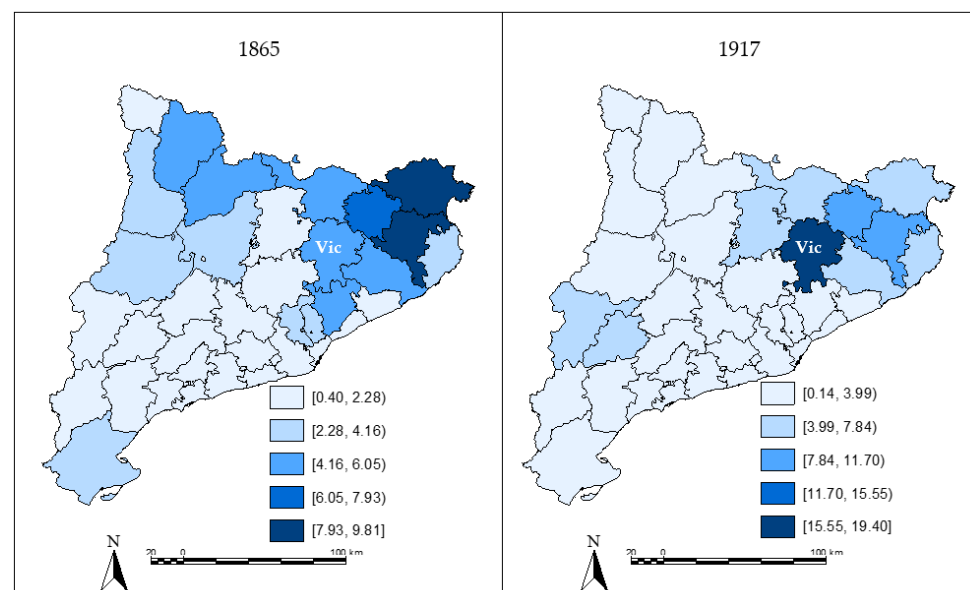 1865
Vic
[0.40, 2.28)
[2.28, 4.16)
[4.16, 6.05)
[6.05, 7.93)
[7.93, 9.81]
N
20 0 100 km
1917
Vic
[0.14, 3.99)
[3.99, 7.84)
[7.84, 11.70)
[11.70, 15.55)
[15.55, 19.40]
N
20 0 100 km